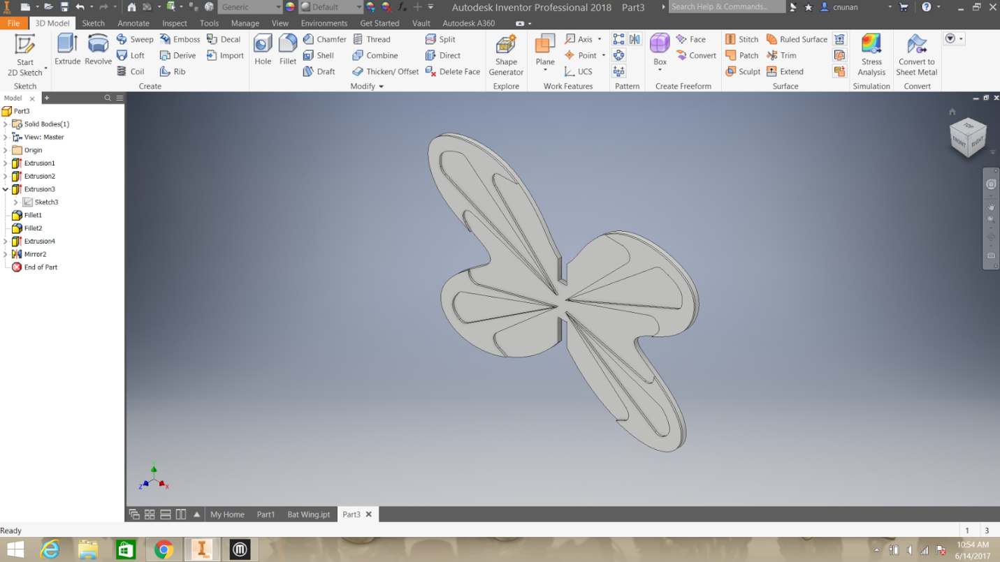 PRO
Generic
Default
Autodesk Inventor Professional 2018 Part3
Search Help & Commands...
cnunan
File
3D Model
Sketch
Annotate
Inspect
Tools
Manage
View
Environments
Get Started
Vault
Autodesk A360
Start
2D Sketch
Sketch
Extrude
Revolve
Sweep
Emboss
Decal
Loft
Derive
Import
Coil
Rib
Create
Hole
Fillet
Chamfer
Thread
Combine
Shell
Draft
Thicken/ Offset
Split
Direct
Delete Face
Modify
Shape
Generator
Explore
Plane
Axis
Point
UCS
Work Features
Pattern
Box
Face
Convert
Create Freeform
Stitch
Ruled Surface
Patch
Trim
Sculpt
Extend
Surface
Stress
Analysis
Simulation
Convert to
Sheet Metal
Convert
Model
Part3
Solid Bodies(1)
View: Master
Origin
Extrusion1
Extrusion2
Extrusion3
Sketch3
Fillet1
Fillet2
Extrusion4
Mirror2
End of Part
TOP
FRONT
RIGHT
Y
Z
X
My Home
Part1
Bat Wing.ipt
Part3
Ready
1 3
10:54 AM
6/14/2017